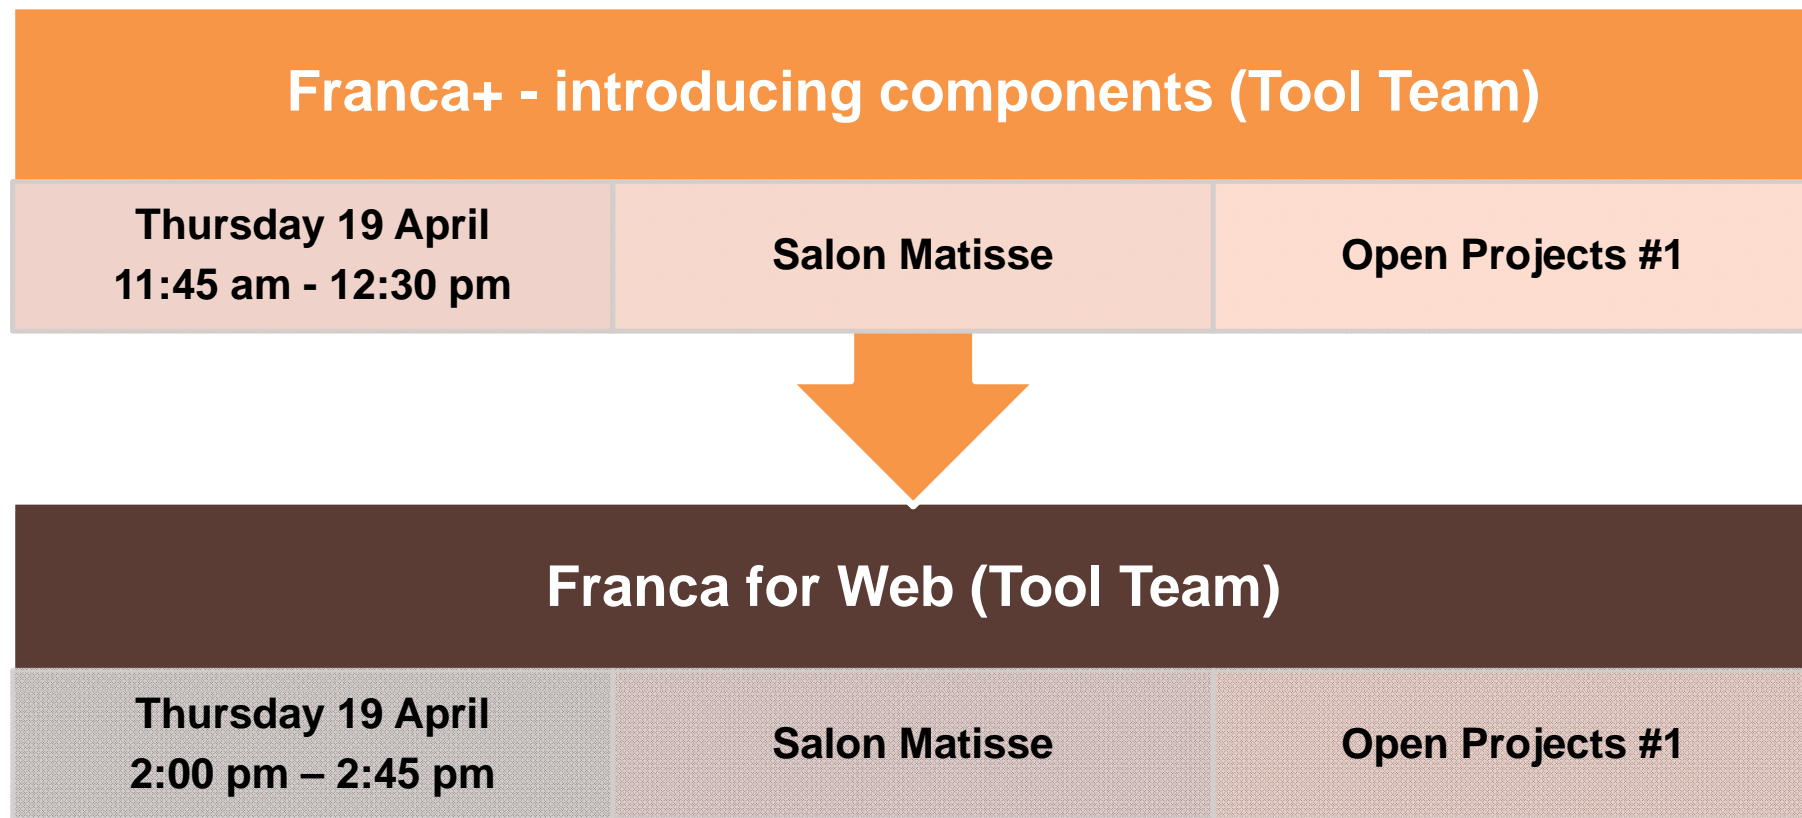 Franca+ - introducing components (Tool Team)
Thursday 19 April
11:45 am - 12:30 pm
Salon Matisse
Open Projects #1
Franca for Web (Tool Team)
Thursday 19 April
2:00 pm – 2:45 pm
Salon Matisse
Open Projects #1